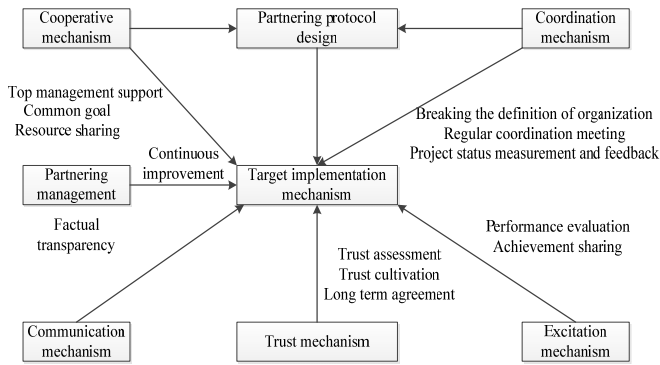 Cooperative
mechanism
Partnering protocol
design
Coordination
mechanism
Top management support
Common goal
Resource sharing
Breaking the definition of organization
Regular coordination meeting
Project status measurement and feedback
Continuous
improvement
Partnering
management
Target implementation
mechanism
Factual
transparency
Performance evaluation
Achievement sharing
Trust assessment
Trust cultivation
Long term agreement
Communication
mechanism
Trust mechanism
Excitation
mechanism